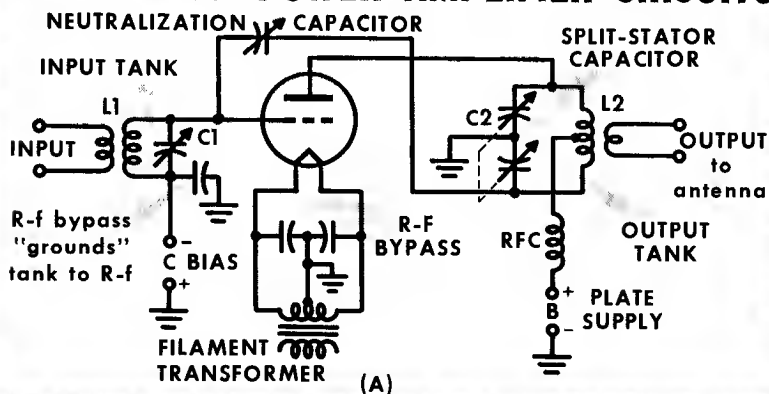 NEUTRALIZATION CAPACITOR
SPLIT-STATOR
CAPACITOR
INPUT TANK
L1
C1
C2
L2
INPUT
OUTPUT
to
antenna
R-f bypass
"grounds"
tank to R-f
-
C BIAS
+
R-F
BYPASS
RFC
OUTPUT
TANK
+
B
-
PLATE
SUPPLY
FILAMENT
TRANSFORMER
(A)